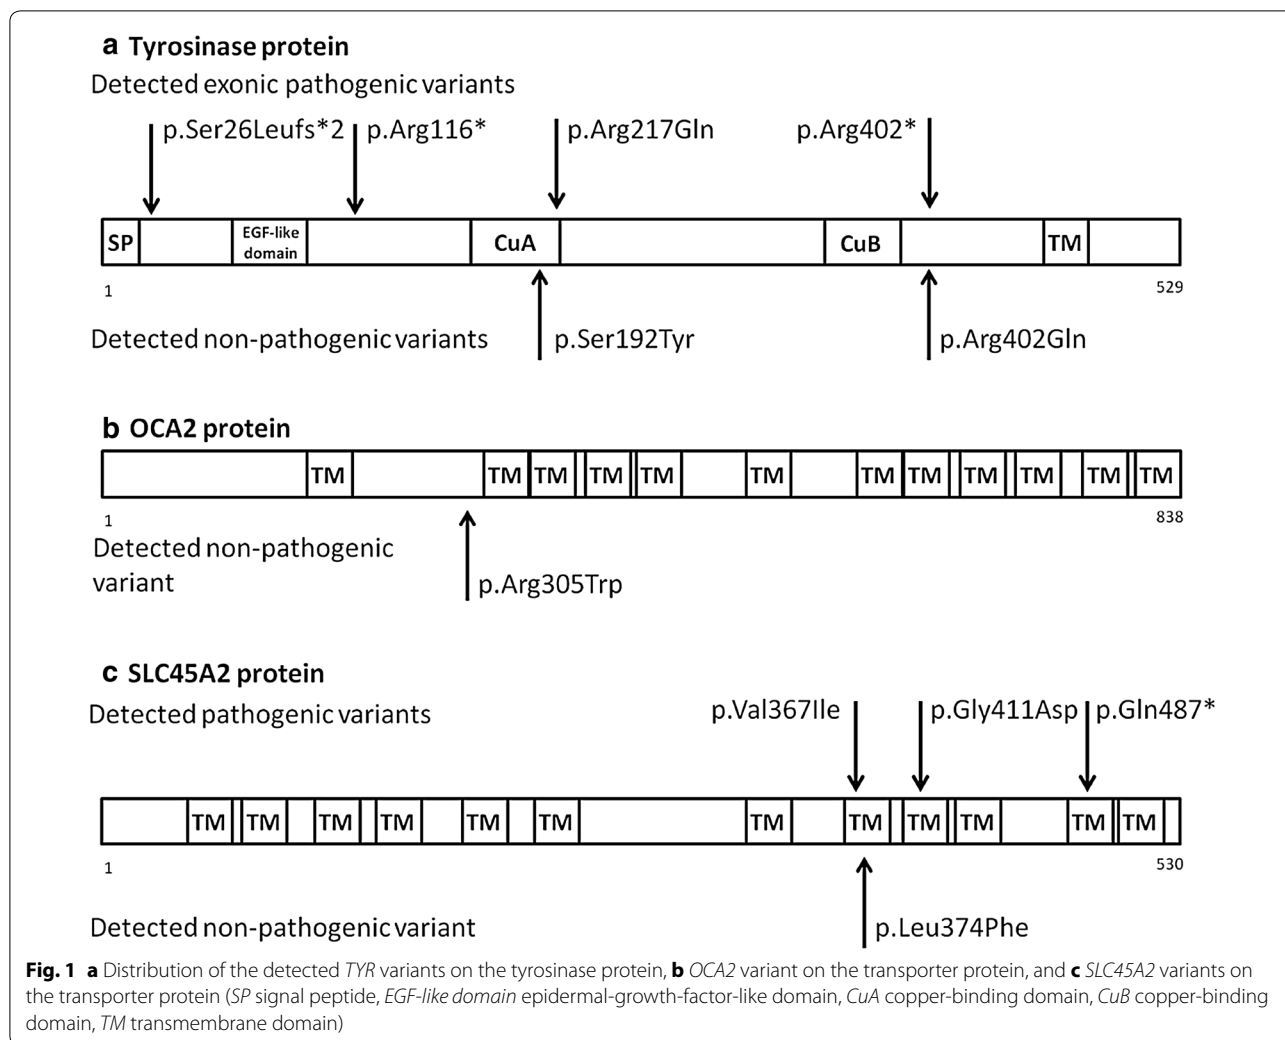 a Tyrosinase protein
Detected exonic pathogenic variants
p.Ser26Leufs*2 p.Arg116* p.Arg217Gln p.Arg402*
SP EGF-like domain CuA CuB TM
1 529
Detected non-pathogenic variants p.Ser192Tyr p.Arg402Gln
b OCA2 protein
TM TM TM TM TM TM TM TM TM TM TM TM
1 838
Detected non-pathogenic
variant p.Arg305Trp
c SLC45A2 protein
Detected pathogenic variants p.Val367Ile p.Gly411Asp p.Gln487*
TM TM TM TM TM TM TM TM TM TM TM TM
1 530
Detected non-pathogenic variant p.Leu374Phe
Fig. 1 a Distribution of the detected TYR variants on the tyrosinase protein, b OCA2 variant on the transporter protein, and c SLC45A2 variants on
the transporter protein (SP signal peptide, EGF-like domain epidermal-growth-factor-like domain, CuA copper-binding domain, CuB copper-binding
domain, TM transmembrane domain)